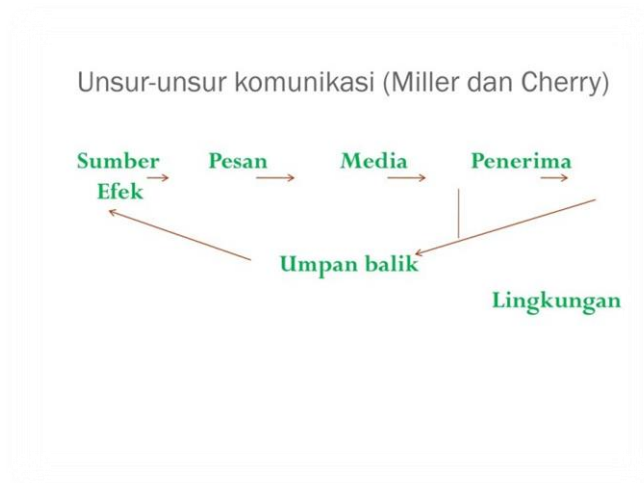 Unsur-unsur komunikasi (Miller dan Cherry)
Sumber Pesan Media Penerima
Efek
Umpan balik
Lingkungan